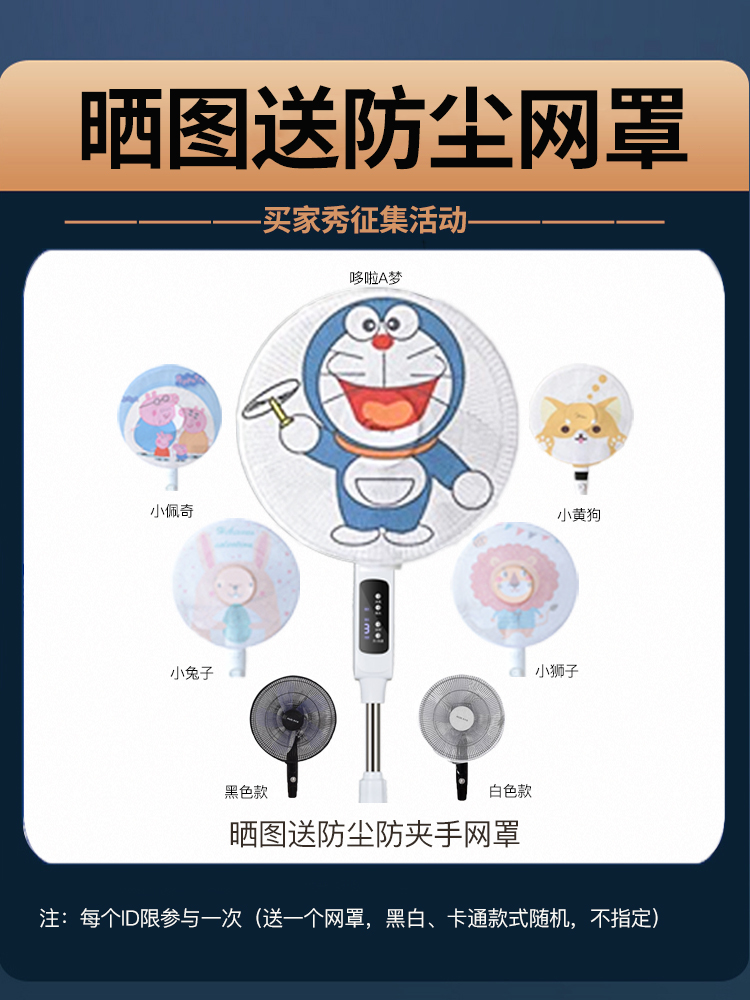 晒图送防尘网罩
————————买家秀征集活动————————
哆啦A梦
小佩奇
小黄狗
小兔子
小狮子
黑色款
白色款
晒图送防尘防夹手网罩
注：每个ID限参与一次（送一个网罩，黑白、卡通款式随机，不指定）